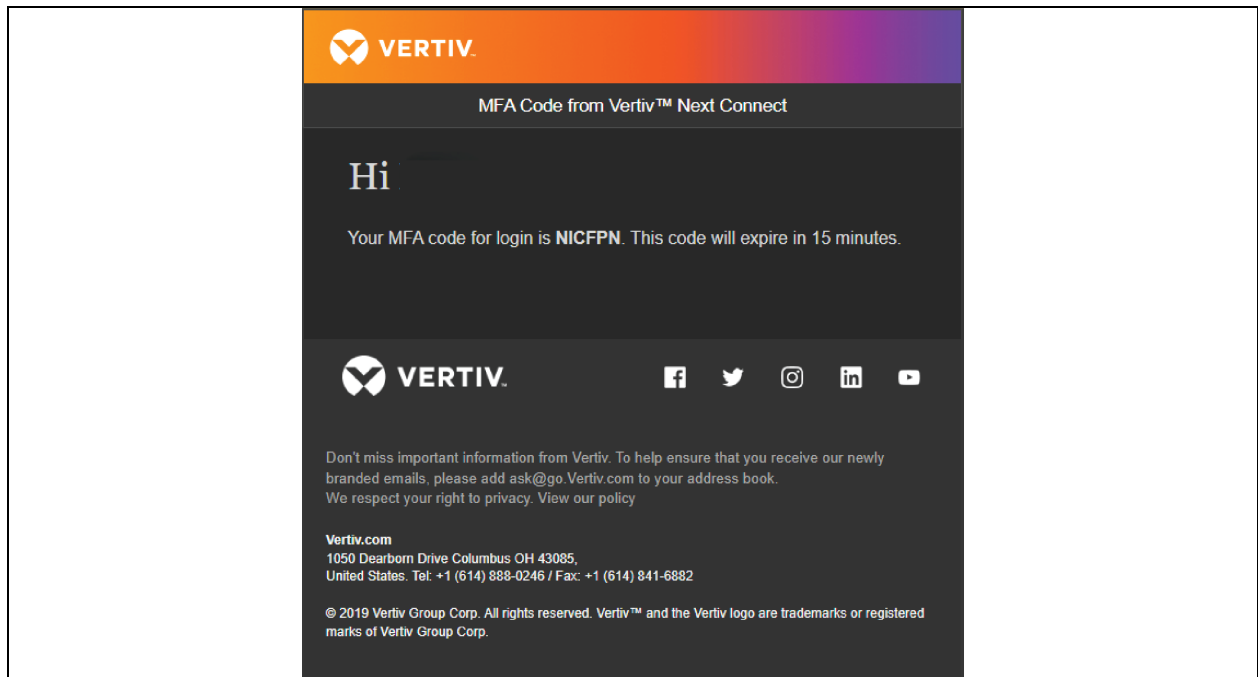 VERTIV™
MFA Code from Vertiv™ Next Connect
Hi
Your MFA code for login is NICFPN. This code will expire in 15 minutes.
VERTIV™
Don't miss important information from Vertiv. To help ensure that you receive our newly
branded emails, please add ask@go.Vertiv.com to your address book.
We respect your right to privacy. View our policy
Vertiv.com
1050 Dearborn Drive Columbus OH 43085,
United States. Tel: +1 (614) 888-0246 / Fax: +1 (614) 841-6882
© 2019 Vertiv Group Corp. All rights reserved. Vertiv™ and the Vertiv logo are trademarks or registered
marks of Vertiv Group Corp.